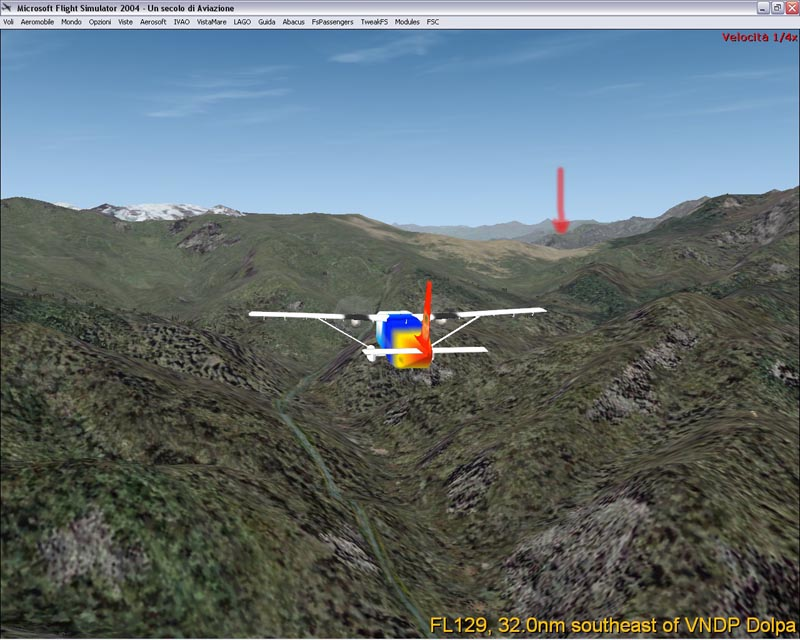 Microsoft Flight Simulator 2004 - Un secolo di Aviazione
Voli Aeromobile Mondo Opzioni Viste Aerosoft IVAO VistaMare LAGO Guida Abacus FsPassengers TweakFS Modules FSC
Velocità 1/4x
FL129, 32.0nm southeast of VNDP Dolpa